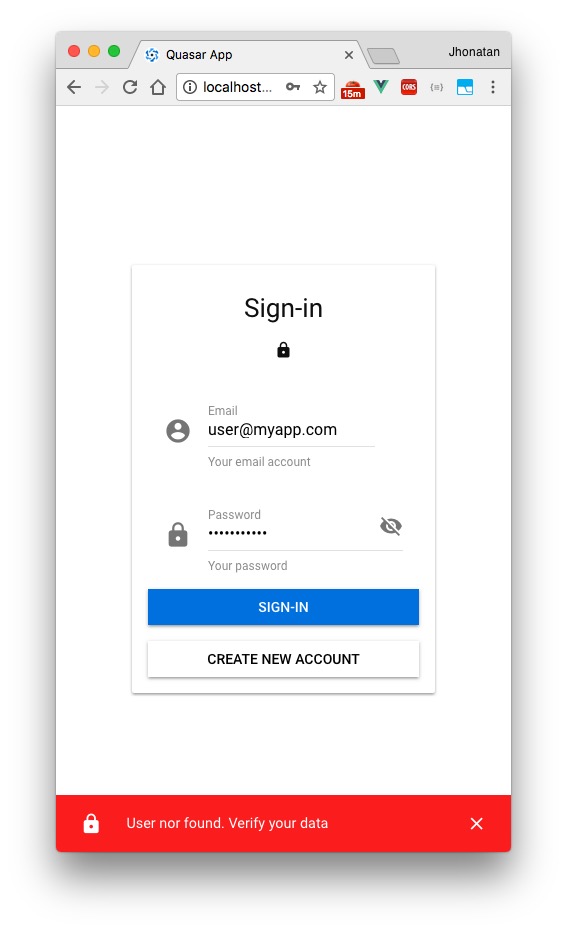 Quasar App
Jhonatan
localhost...
15m
CORS
Sign-in
Email
user@myapp.com
Your email account
Password
•••••••••••
Your password
SIGN-IN
CREATE NEW ACCOUNT
User nor found. Verify your data